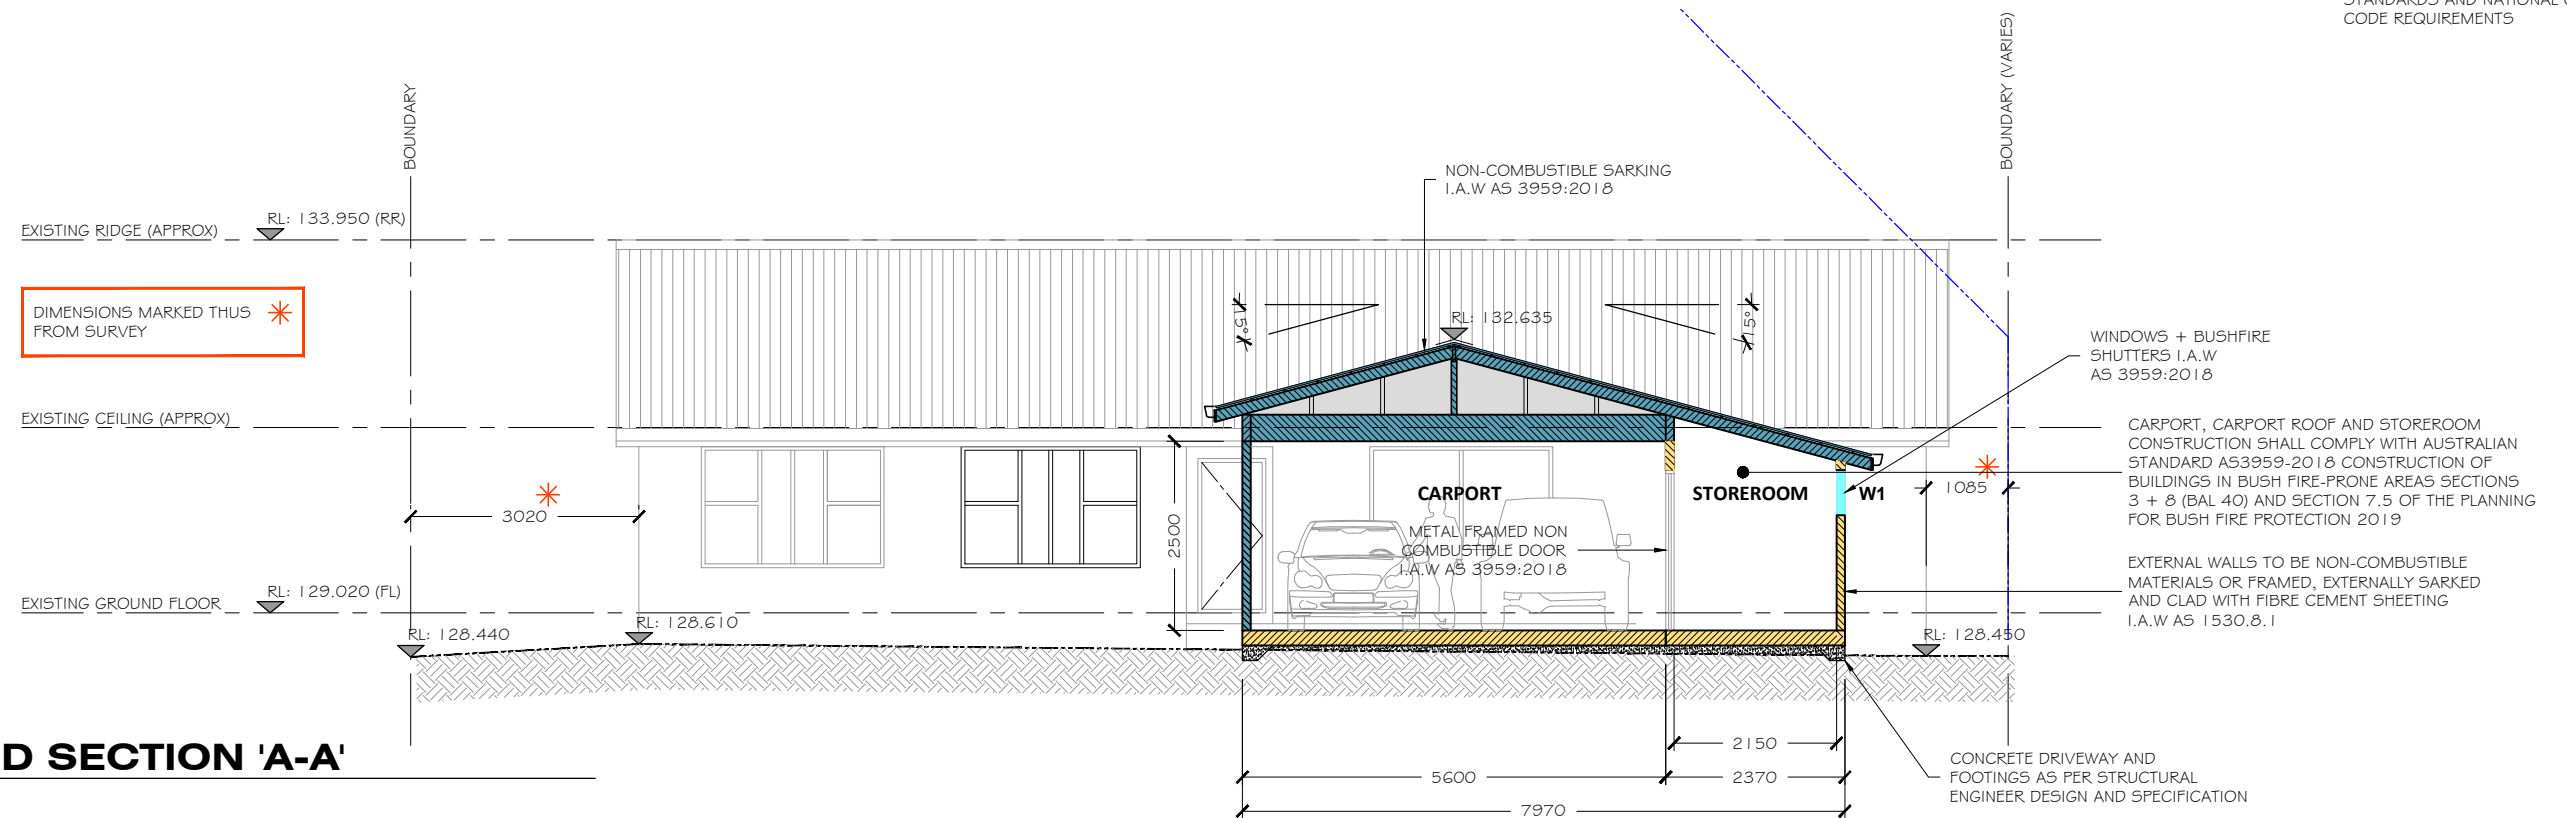 STANDARDS AND NATIONAL
CODE REQUIREMENTS
BOUNDARY
BOUNDARY (VARIES)
NON-COMBUSTIBLE SARKING
I.A.W AS 3959:2018
EXISTING RIDGE (APPROX)
RL: 133.950 (RR)
DIMENSIONS MARKED THUS
FROM SURVEY
15°
RL: 132.635
15°
WINDOWS + BUSHFIRE
SHUTTERS I.A.W
AS 3959:2018
EXISTING CEILING (APPROX)
CARPORT, CARPORT ROOF AND STOREROOM
CONSTRUCTION SHALL COMPLY WITH AUSTRALIAN
STANDARD AS3959-2018 CONSTRUCTION OF
BUILDINGS IN BUSH FIRE-PRONE AREAS SECTIONS
3 + 8 (BAL 40) AND SECTION 7.5 OF THE PLANNING
FOR BUSH FIRE PROTECTION 2019
3020
2500
CARPORT
STOREROOM
W1
1085
METAL FRAMED NON
COMBUSTIBLE DOOR
I.A.W AS 3959:2018
EXTERNAL WALLS TO BE NON-COMBUSTIBLE
MATERIALS OR FRAMED, EXTERNALLY SARKED
AND CLAD WITH FIBRE CEMENT SHEETING
I.A.W AS 1530.8.1
EXISTING GROUND FLOOR
RL: 129.020 (FL)
RL: 128.440
RL: 128.610
RL: 128.450
D SECTION 'A-A'
2150
5600
2370
7970
CONCRETE DRIVEWAY AND
FOOTINGS AS PER STRUCTURAL
ENGINEER DESIGN AND SPECIFICATION